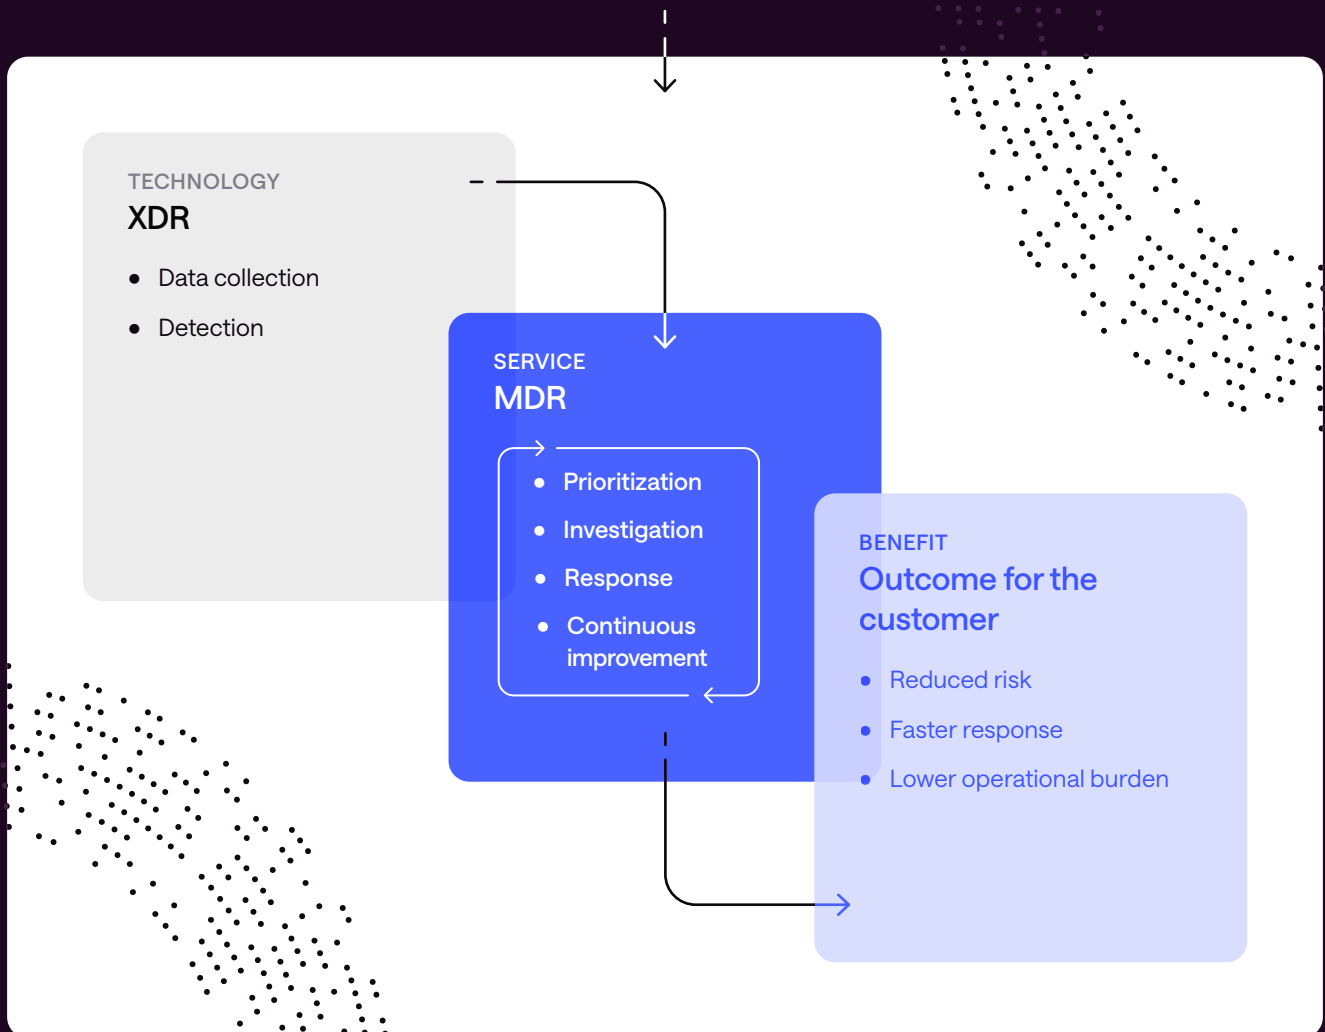 TECHNOLOGY
XDR
• Data collection
• Detection
SERVICE
MDR
• Prioritization
• Investigation
• Response
• Continuous
improvement
BENEFIT
Outcome for the
customer
• Reduced risk
• Faster response
• Lower operational burden